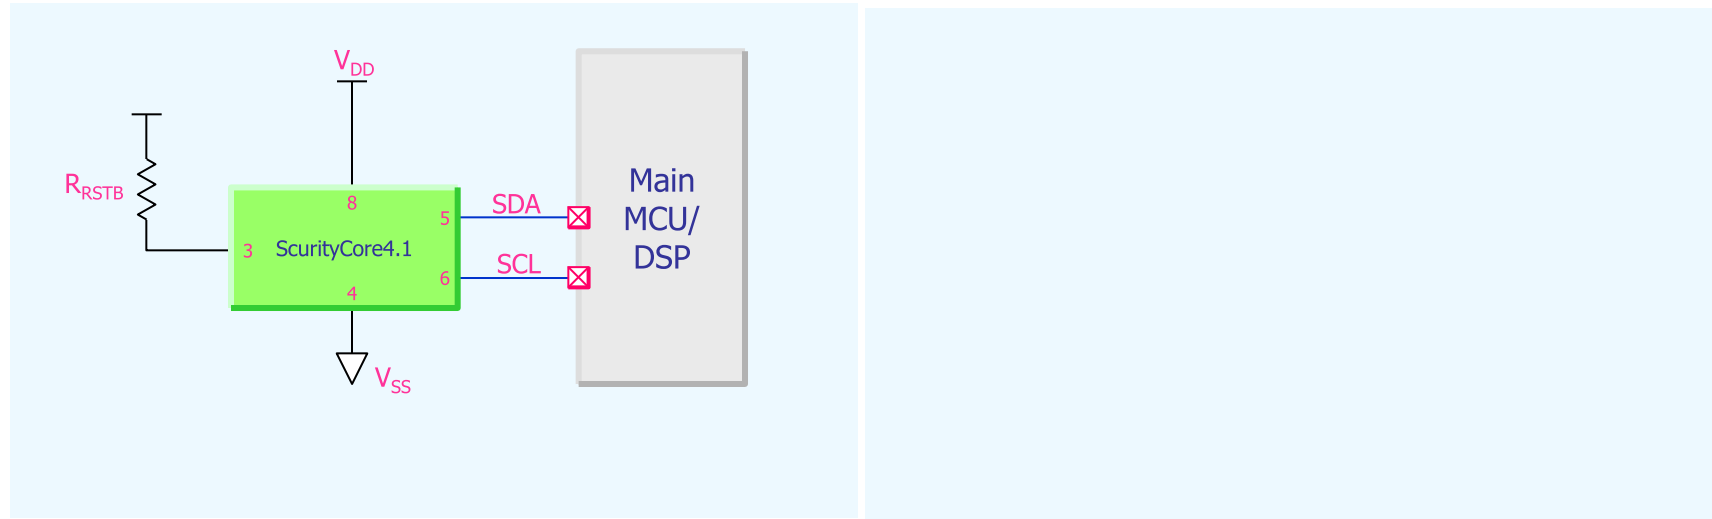 VDD
RRSTB
8
SDA
5
3
ScurityCore4.1
SCL
6
4
VSS
Main
MCU/
DSP